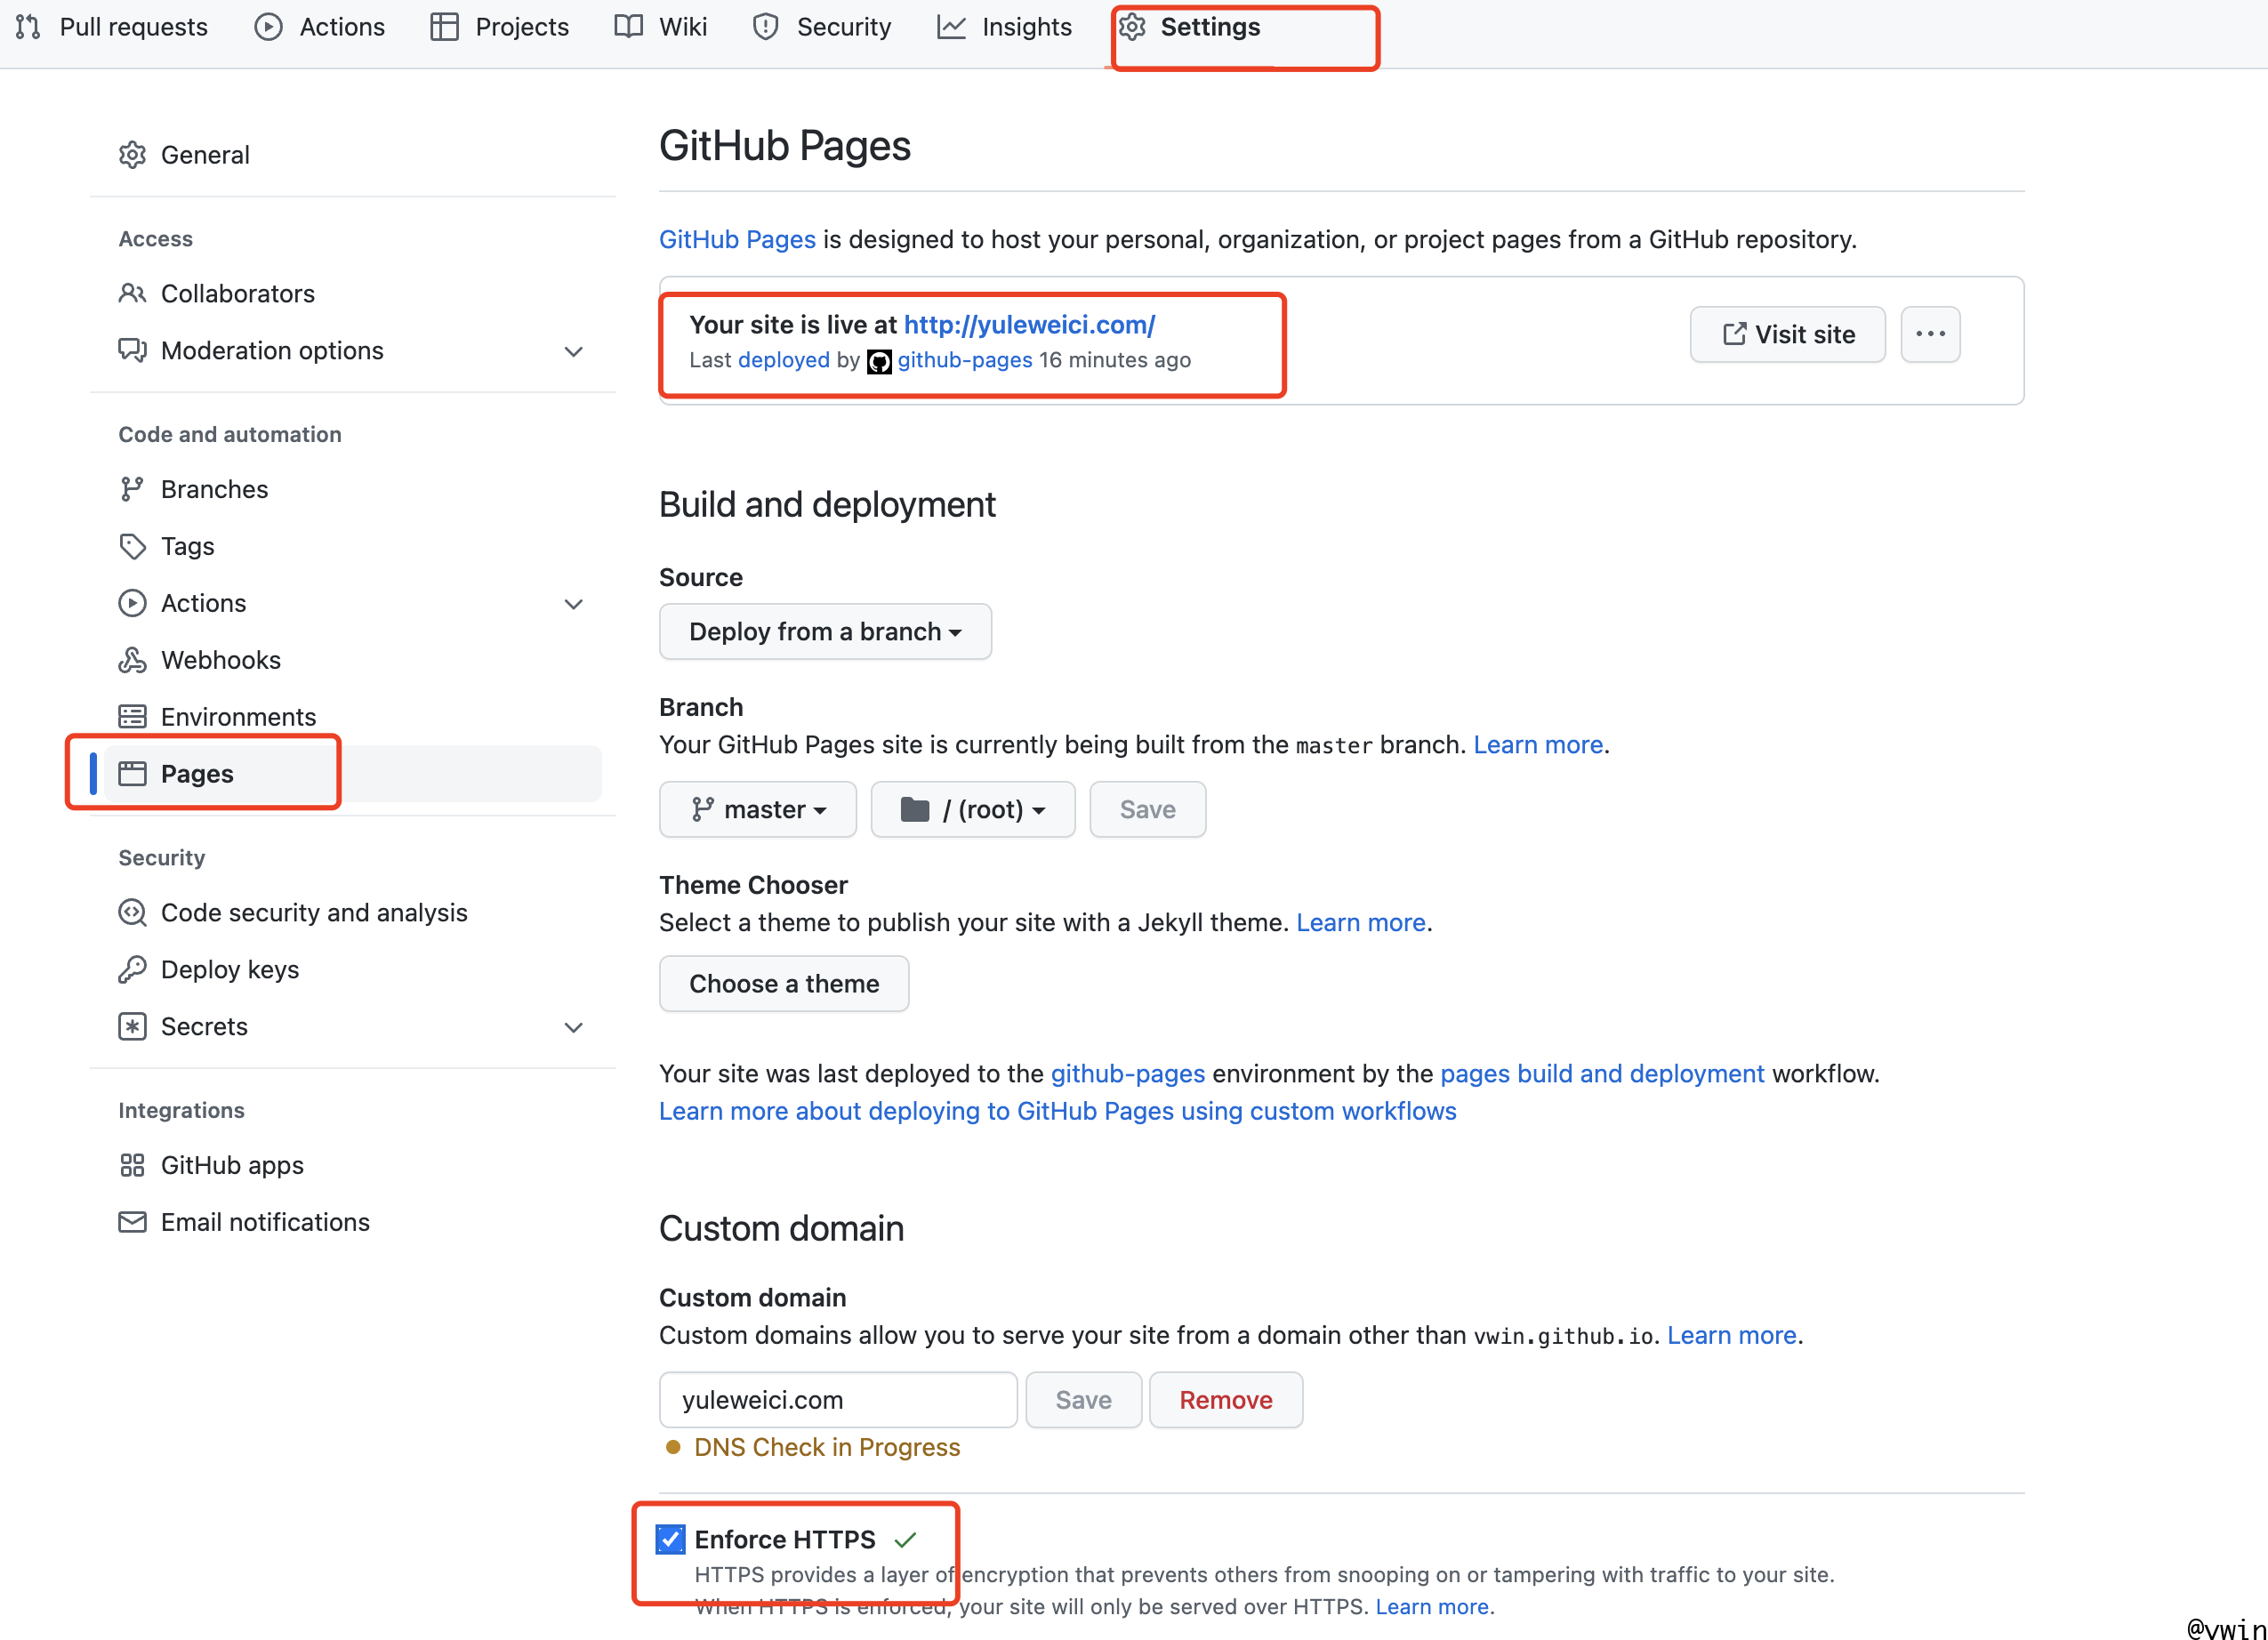 Pull requests
Actions
Projects
Wiki
Security
Insights
Settings
General
Access
Collaborators
Moderation options
Code and automation
Branches
Tags
Actions
Webhooks
Environments
Pages
Security
Code security and analysis
Deploy keys
Secrets
Integrations
GitHub apps
Email notifications
GitHub Pages
GitHub Pages is designed to host your personal, organization, or project pages from a GitHub repository.
Your site is live at http://yuleweici.com/
Last deployed by github-pages 16 minutes ago
Visit site
Build and deployment
Source
Deploy from a branch
Branch
Your GitHub Pages site is currently being built from the master branch. Learn more.
master
/ (root)
Save
Theme Chooser
Select a theme to publish your site with a Jekyll theme. Learn more.
Choose a theme
Your site was last deployed to the github-pages environment by the pages build and deployment workflow.
Learn more about deploying to GitHub Pages using custom workflows
Custom domain
Custom domain
Custom domains allow you to serve your site from a domain other than vwin.github.io. Learn more.
yuleweici.com
Save
Remove
DNS Check in Progress
Enforce HTTPS
HTTPS provides a layer of encryption that prevents others from snooping on or tampering with traffic to your site.
When HTTPS is enforced, your site will only be served over HTTPS. Learn more.
@vwin